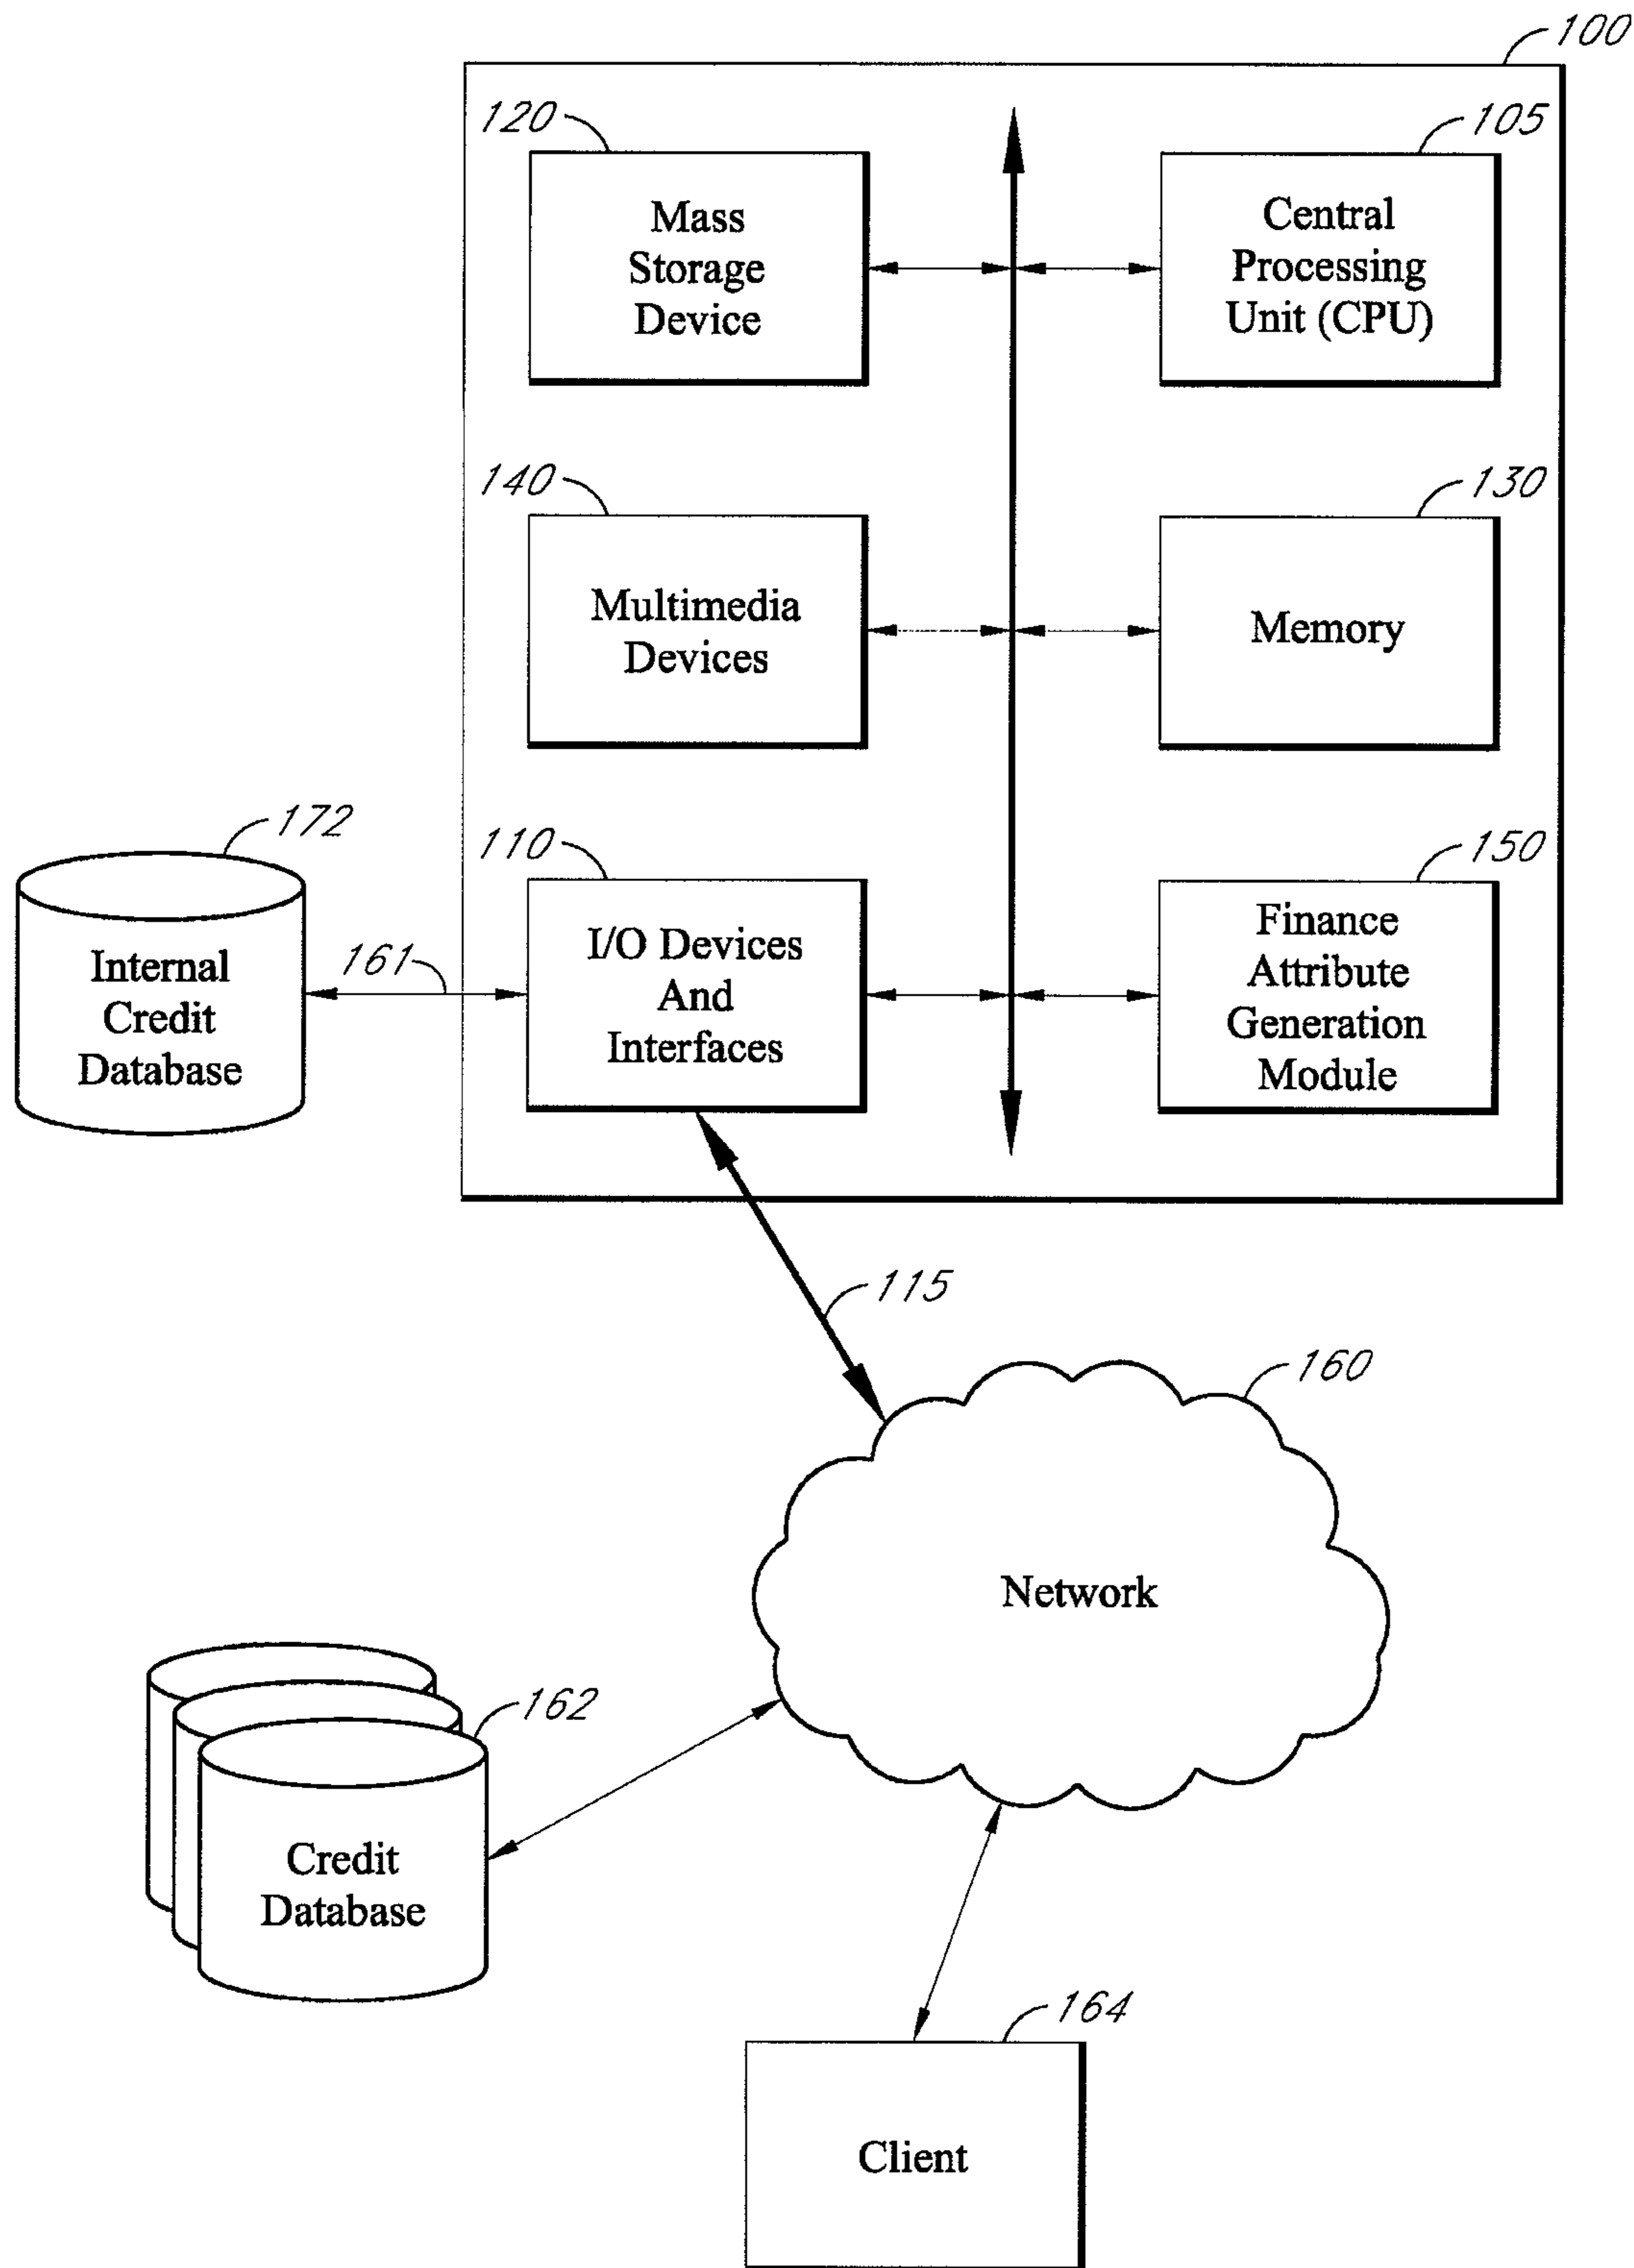 100
120
105
Mass
Storage
Device
Central
Processing
Unit (CPU)
140
130
Multimedia
Devices
Memory
172
110
150
Internal
Credit
Database
161
I/O Devices
And
Interfaces
Finance
Attribute
Generation
Module
115
160
Network
162
Credit
Database
164
Client